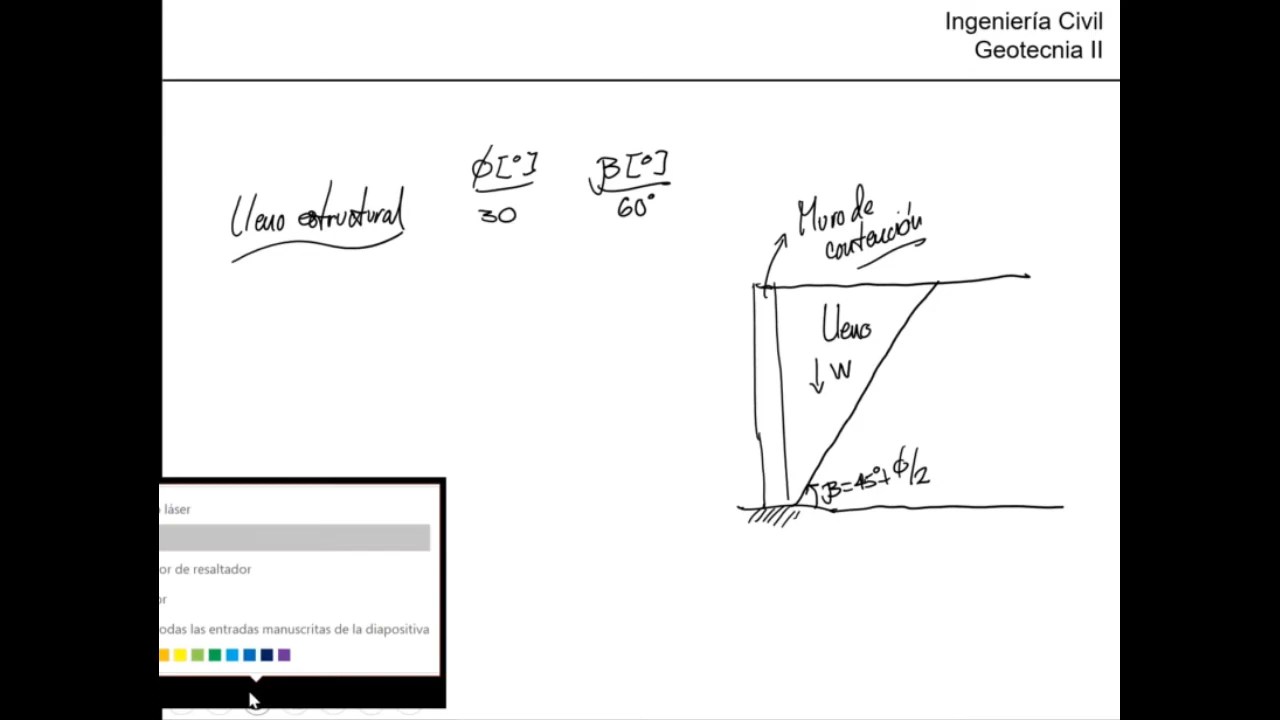 Ingeniería Civil
Geotecnia II
ϕ[°] β[°]
Lleno estructural 30 60°
Muro de
contención
Lleno
↓ W
β=45°+ϕ/2
láser
or de resaltador
or
odas las entradas manuscritas de la diapositiva